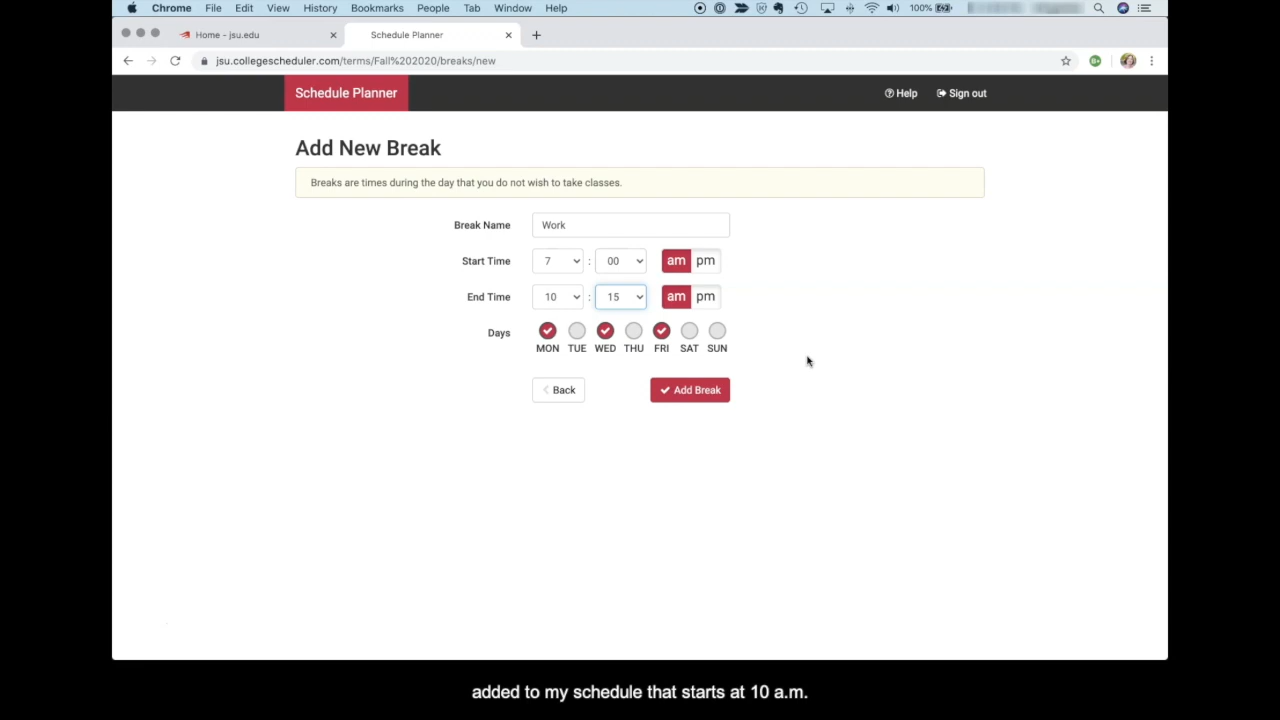 Chrome File Edit View History Bookmarks People Tab Window Help 100%
Home - jsu.edu Schedule Planner
jsu.collegescheduler.com/terms/Fall%202020/breaks/new
Schedule Planner Help Sign out
Add New Break
Breaks are times during the day that you do not wish to take classes.
Break Name Work
Start Time 7 : 00 am pm
End Time 10 : 15 am pm
Days
MON TUE WED THU FRI SAT SUN
Back Add Break
added to my schedule that starts at 10 a.m.